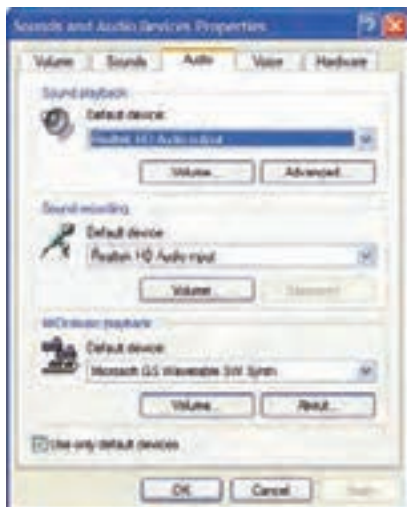 Sounds and Audio Devices Properties
Volume Sounds Audio Voice Hardware
Sound playback
Default device:
Realtek HD Audio output
Volume... Advanced...
Sound recording
Default device:
Realtek HD Audio Input
Volume... Advanced...
MIDI music playback
Default device:
Microsoft GS Wavetable SW Synth
Volume... About...
Use only default devices
OK Cancel Apply